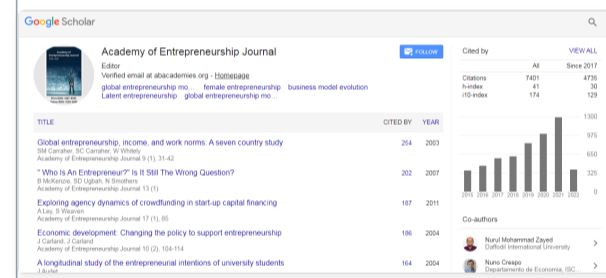 Google Scholar
Academy of Entrepreneurship Journal
FOLLOW
Editor
Verified email at abacademies.org - Homepage
global entrepreneurship mo... female entrepreneurship business model evolution
Latent entrepreneurship global entrepreneurship mo...
TITLE CITED BY YEAR
Global entrepreneurship, income, and work norms: A seven country study 264 2003
SM Carraher, SC Carraher, W Whitely
Academy of Entrepreneurship Journal 9 (1), 31-42
" Who Is An Entrepreneur?" Is It Still The Wrong Question? 202 2007
B McKenzie, SD Ugbah, N Smothers
Academy of Entrepreneurship Journal 13 (1)
Exploring agency dynamics of crowdfunding in start-up capital financing 187 2011
A Ley, S Weaven
Academy of Entrepreneurship Journal 17 (1), 85
Economic development: Changing the policy to support entrepreneurship 186 2004
J Carland, J Carland
Academy of Entrepreneurship Journal 10 (2), 104-114
A longitudinal study of the entrepreneurial intentions of university students 164 2004
J Audet
Cited by VIEW ALL
All Since 2017
Citations 7401 4735
h-index 41 30
i10-index 174 129
1300
975
650
325
0
2015 2016 2017 2018 2019 2020 2021 2022
Co-authors
Nurul Mohammad Zayed
Daffodil International University
Nuno Crespo
Departamento de Economia, ISC...